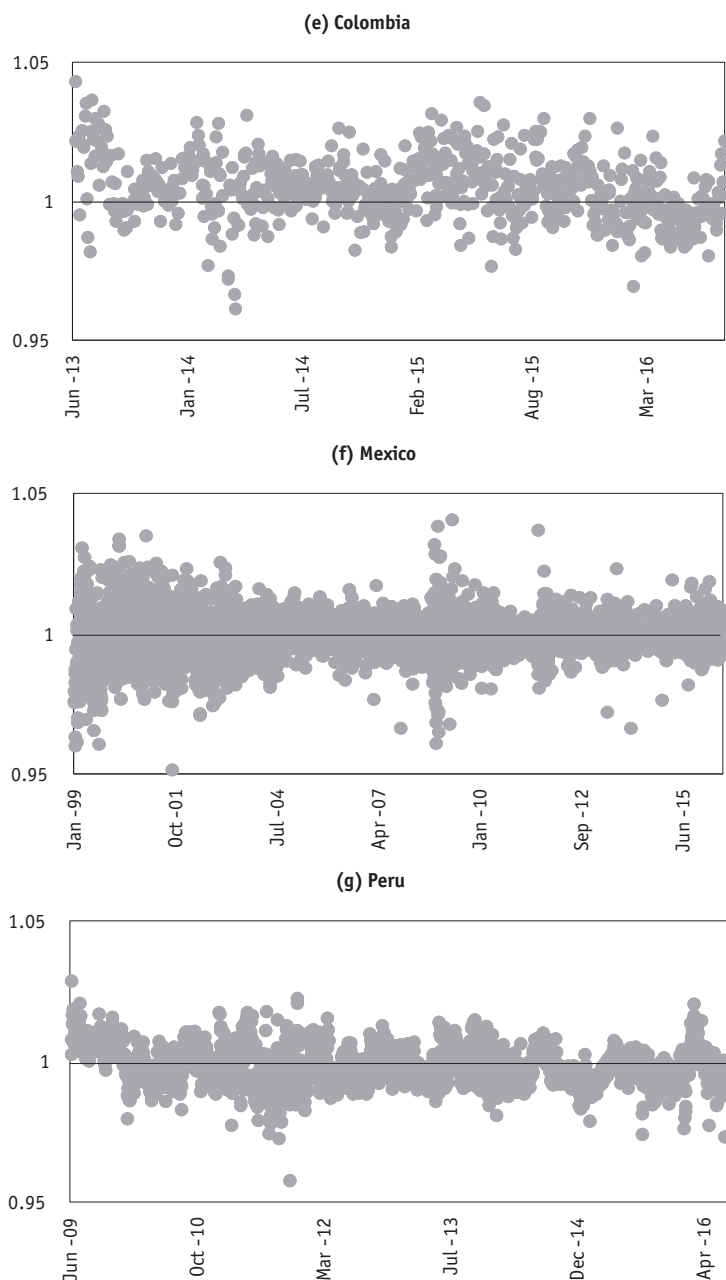 (e) Colombia
1.05
1
0.95
Jun -13
Jan -14
Jul -14
Feb -15
Aug -15
Mar -16
(f) Mexico
1.05
1
0.95
Jan -99
Oct -01
Jul -04
Apr -07
Jan -10
Sep -12
Jun -15
(g) Peru
1.05
1
0.95
Jun -09
Oct -10
Mar -12
Jul -13
Dec -14
Apr -16